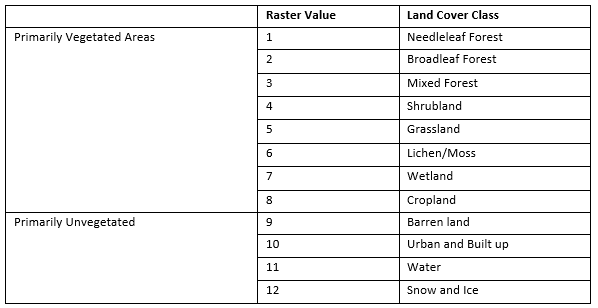 Raster Value Land Cover Class
Primarily Vegetated Areas 1 Needleleaf Forest
2 Broadleaf Forest
3 Mixed Forest
4 Shrubland
5 Grassland
6 Lichen/Moss
7 Wetland
8 Cropland
Primarily Unvegetated 9 Barren land
10 Urban and Built up
11 Water
12 Snow and Ice